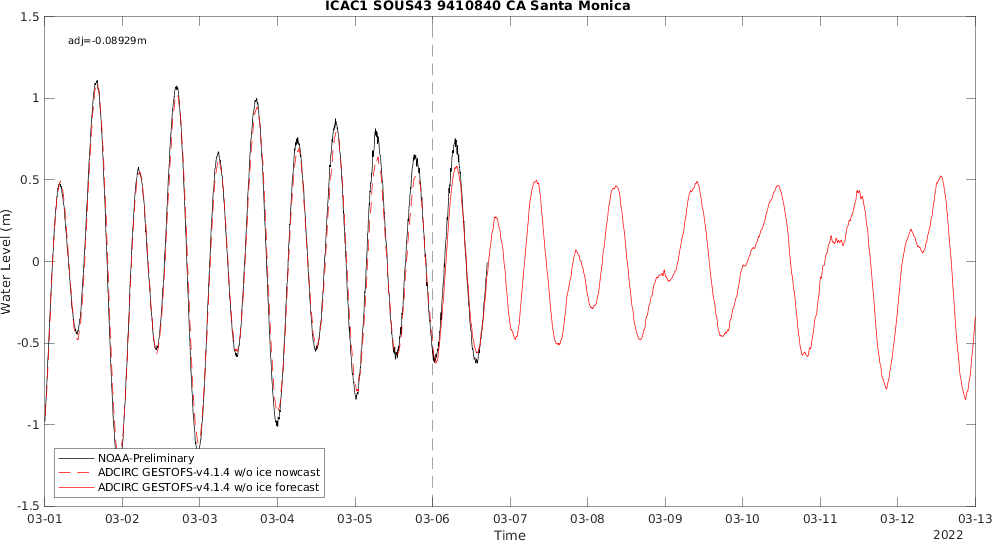 ICAC1 SOUS43 9410840 CA Santa Monica
adj=-0.08929m
1.5
1
0.5
0
-0.5
-1
-1.5
Water Level (m)
NOAA-Preliminary
ADCIRC GESTOFS-v4.1.4 w/o ice nowcast
ADCIRC GESTOFS-v4.1.4 w/o ice forecast
03-01 03-02 03-03 03-04 03-05 03-06 03-07 03-08 03-09 03-10 03-11 03-12 03-13
Time
2022